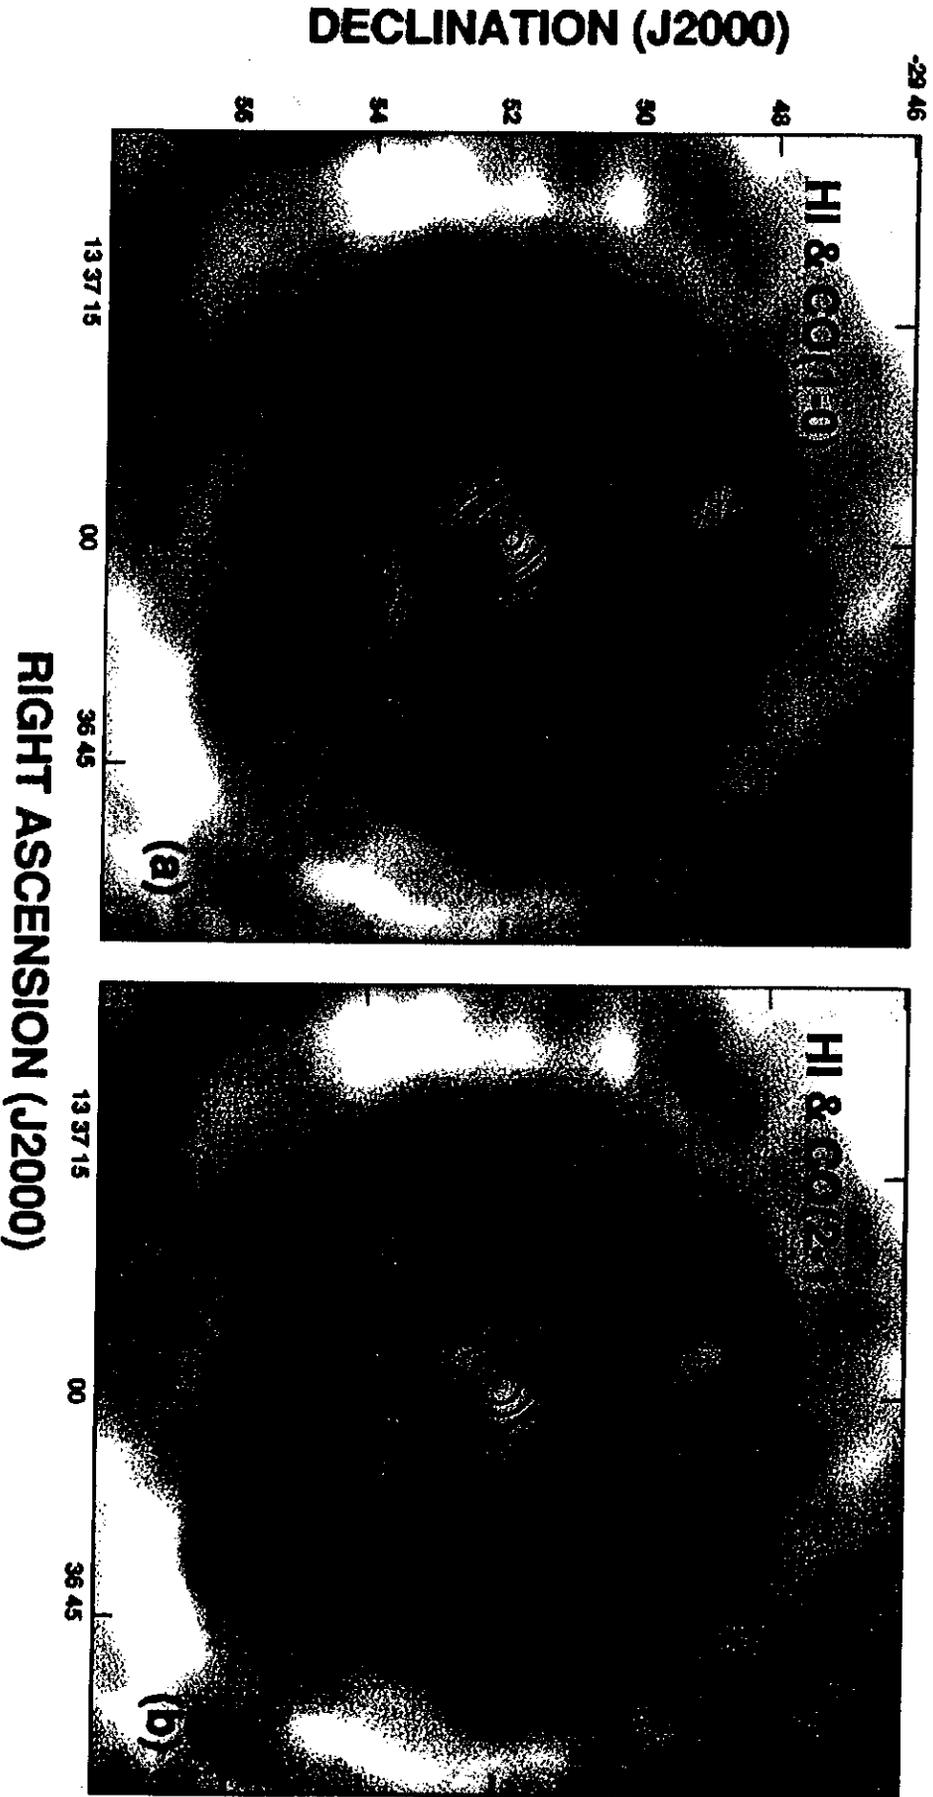 DECLINATION (J2000)
-29 46
48
50
52
54
56
HI & CO(1-0)
(a)
13 37 15
00
36 45
HI & CO(2-1
(b)
13 37 15
00
36 45
RIGHT ASCENSION (J2000)